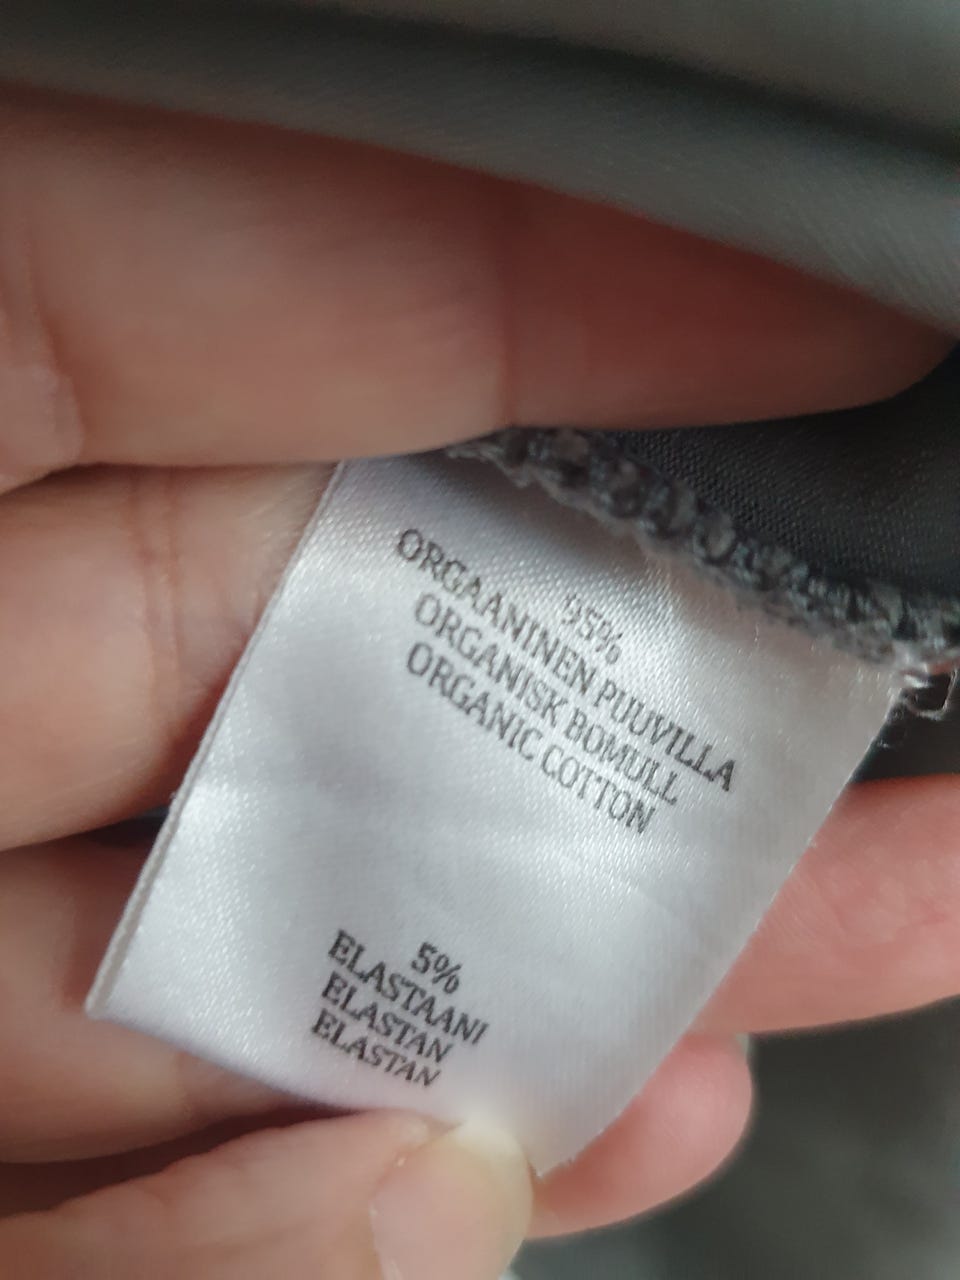 95%
ORGAANINEN PUUVILLA
ORGANISK BOMULL
ORGANIC COTTON
5%
ELASTAANI
ELASTAN
ELASTAN